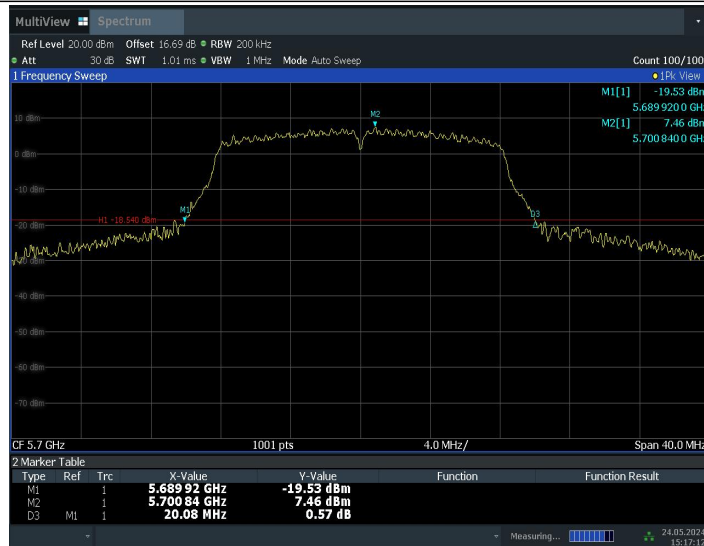 MultiView Spectrum
Ref Level 20.00 dBm Offset 16.69 dB RBW 200 kHz
Att 30 dB SWT 1.01 ms VBW 1 MHz Mode Auto Sweep Count 100/100
1 Frequency Sweep 1Pk View
M1[1] -19.53 dBm
5.689 920 0 GHz
M2[1] 7.46 dBm
5.700 840 0 GHz
M2
10 dBm
0 dBm
-10 dBm
M1
D3
H1 -18.540 dBm
-20 dBm
-30 dBm
-40 dBm
-50 dBm
-60 dBm
-70 dBm
CF 5.7 GHz 1001 pts 4.0 MHz/ Span 40.0 MHz
2 Marker Table
Type Ref Trc X-Value Y-Value Function Function Result
M1 1 5.689 92 GHz -19.53 dBm
M2 1 5.700 84 GHz 7.46 dBm
D3 M1 1 20.08 MHz 0.57 dB
Measuring... 24.05.2024
15:17:12